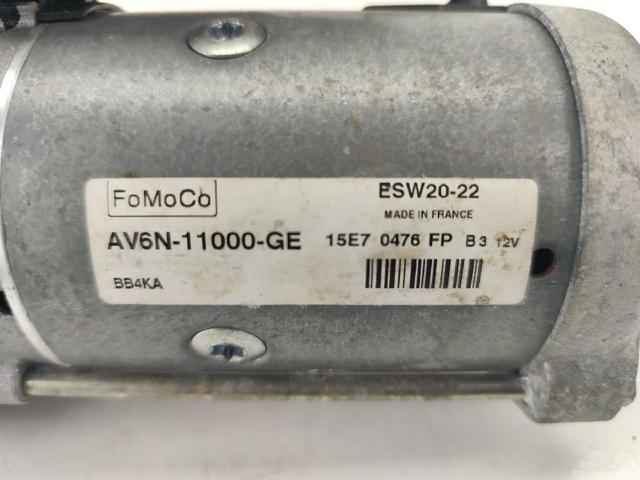 FoMoCo
ESW20-22
MADE IN FRANCE
AV6N-11000-GE 15E7 0476 FP B3 12V
BB4KA